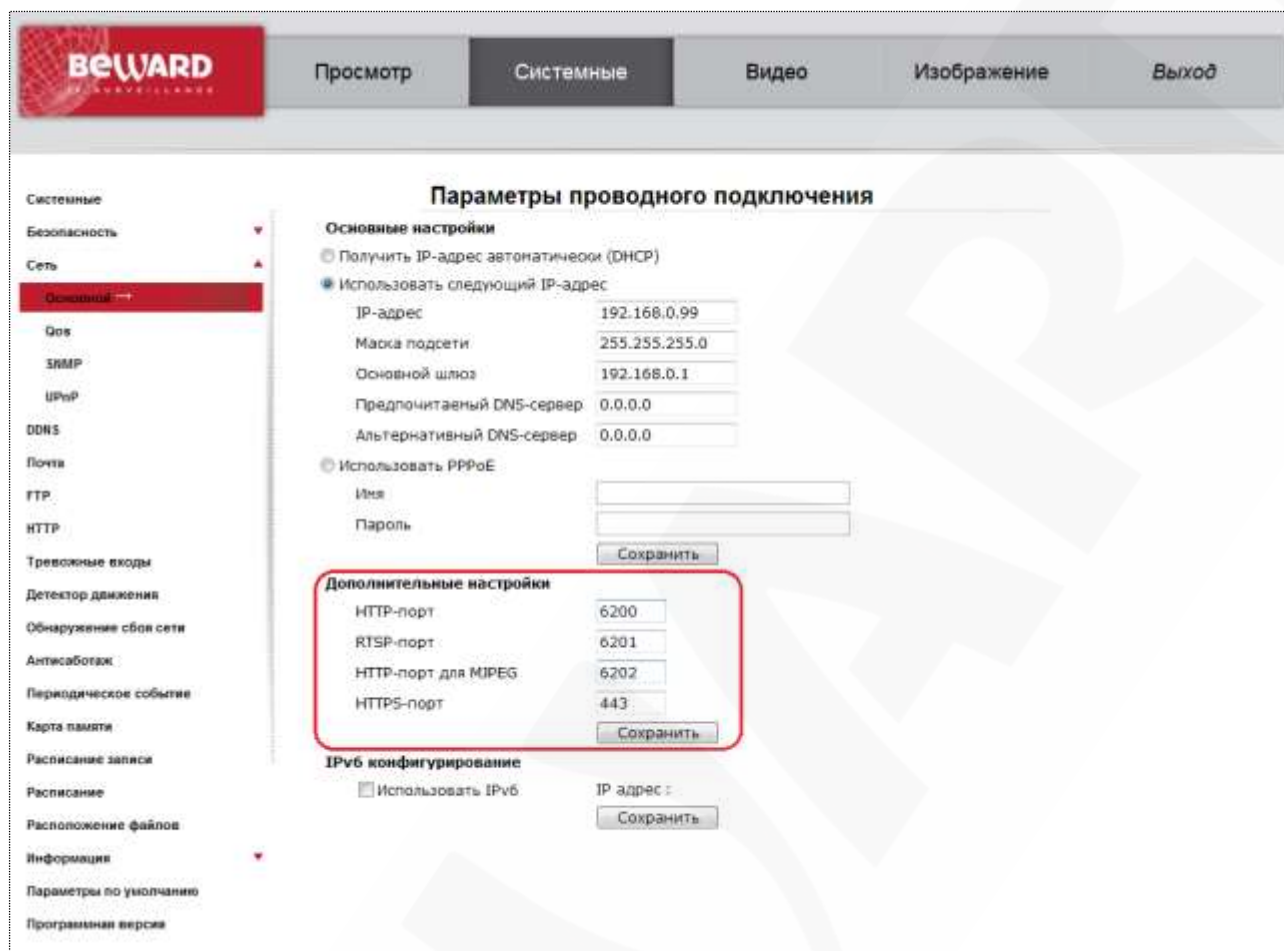 BEWARD
IP SURVEILLANCE
Просмотр
Системные
Видео
Изображение
Выход
Системные
Безопасность
Сеть
Основной →
Qos
SNMP
UPnP
DDNS
Почта
FTP
HTTP
Тревожные входы
Детектор движения
Обнаружение сбоя сети
Антисаботаж
Периодическое событие
Карта памяти
Расписание записи
Расписание
Расположение файлов
Информация
Параметры по умолчанию
Программная версия
Параметры проводного подключения
Основные настройки
Получить IP-адрес автоматически (DHCP)
Использовать следующий IP-адрес
IP-адрес 192.168.0.99
Маска подсети 255.255.255.0
Основной шлюз 192.168.0.1
Предпочитаемый DNS-сервер 0.0.0.0
Альтернативный DNS-сервер 0.0.0.0
Использовать PPPoE
Имя
Пароль
Сохранить
Дополнительные настройки
HTTP-порт 6200
RTSP-порт 6201
HTTP-порт для MJPEG 6202
HTTPS-порт 443
Сохранить
IPv6 конфигурирование
Использовать IPv6 IP адрес :
Сохранить